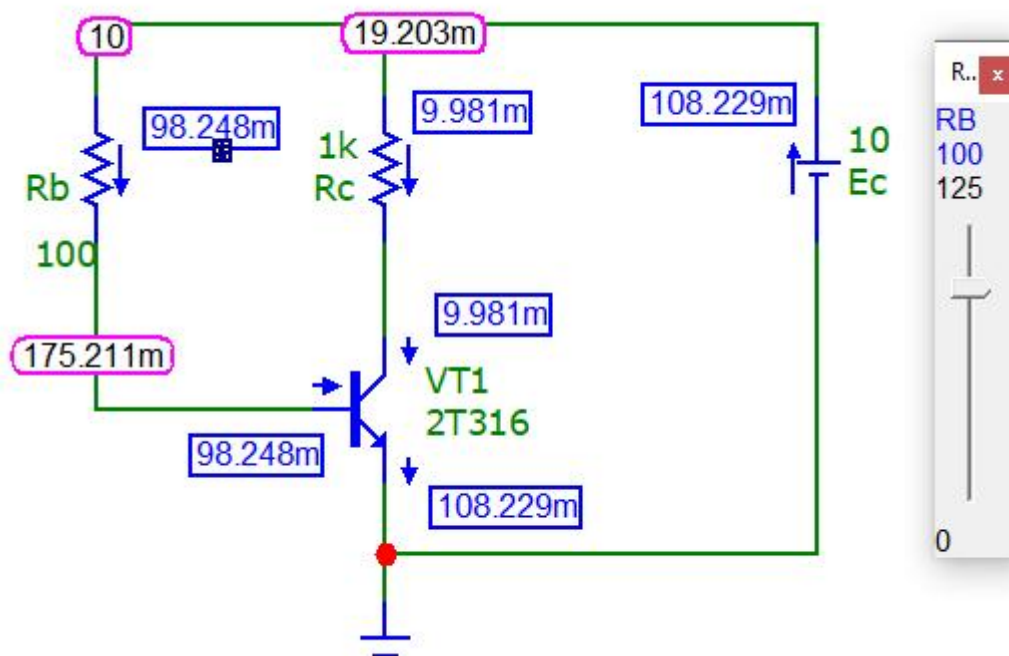 10
19.203m
98.248m
9.981m
108.229m
1k
Rb
Rc
10
Ec
100
175.211m
9.981m
VT1
2T316
98.248m
108.229m
R..
x
RB
100
125
0